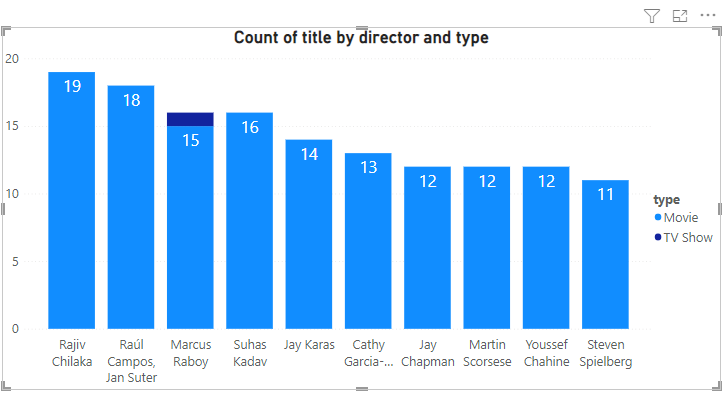 Count of title by director and type
20
15
10
5
0
19
18
15
16
14
13
12
12
12
11
Rajiv
Chilaka
Raúl
Campos,
Jan Suter
Marcus
Raboy
Suhas
Kadav
Jay Karas
Cathy
Garcia-...
Jay
Chapman
Martin
Scorsese
Youssef
Chahine
Steven
Spielberg
type
Movie
TV Show